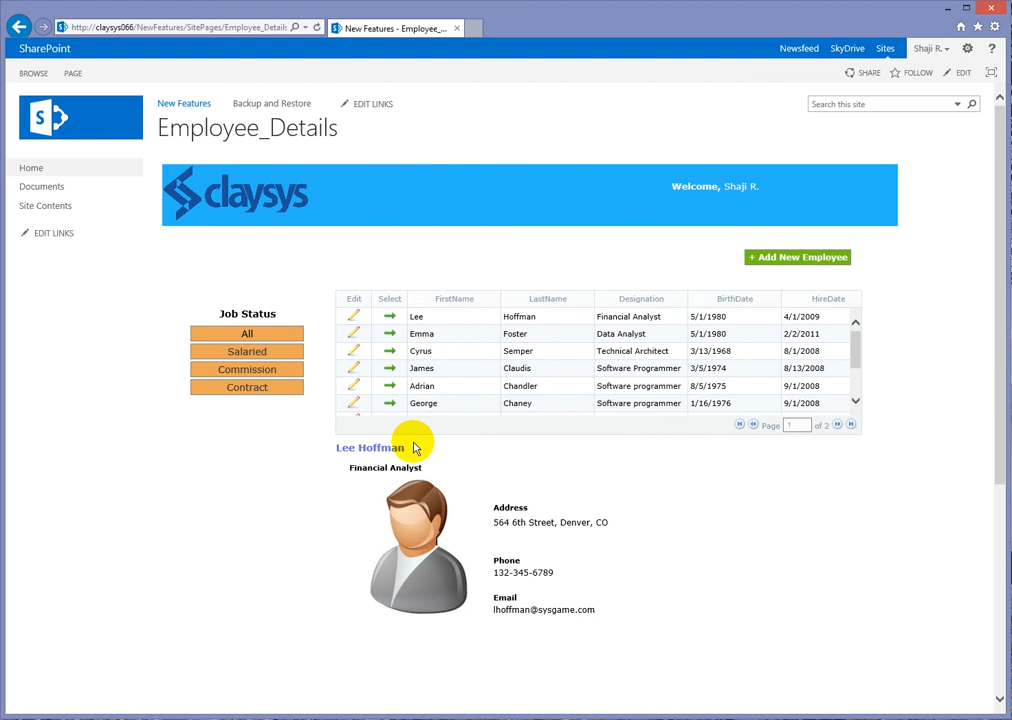 http://claysys066/NewFeatures/SitePages/Employee_Details
New Features - Employee_...
SharePoint
Newsfeed SkyDrive Sites Shaji R.
BROWSE PAGE
SHARE FOLLOW EDIT
New Features Backup and Restore EDIT LINKS
Search this site
Employee_Details
Home
Documents
Site Contents
EDIT LINKS
claysys
Welcome, Shaji R.
+ Add New Employee
Job Status
All
Salaried
Commission
Contract
Edit Select FirstName LastName Designation BirthDate HireDate
Lee Hoffman Financial Analyst 5/1/1980 4/1/2009
Emma Foster Data Analyst 5/1/1980 2/2/2011
Cyrus Semper Technical Architect 3/13/1968 8/1/2008
James Claudis Software Programmer 3/5/1974 8/13/2008
Adrian Chandler Software Programmer 8/5/1975 9/1/2008
George Chaney Software programmer 1/16/1976 9/1/2008
Page 1 of 2
Lee Hoffman
Financial Analyst
Address
564 6th Street, Denver, CO
Phone
132-345-6789
Email
lhoffman@sysgame.com